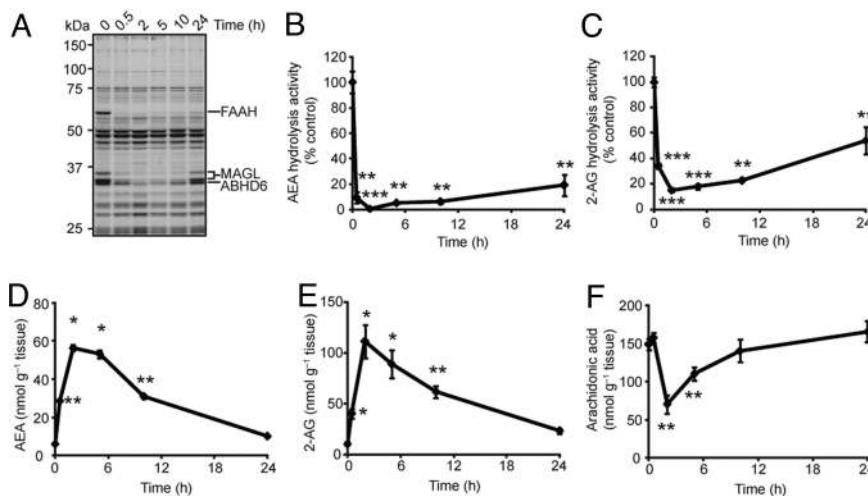 A
kDa 0 0.5 2 5 10 24 Time (h)
150
100
75
50
37
25
FAAH
MAGL
ABHD6
B
AEA hydrolysis activity
(% control)
120
100
80
60
40
20
0
**
***
**
**
**
0 6 12 18 24
Time (h)
C
2-AG hydrolysis activity
(% control)
120
100
80
60
40
20
0
***
***
***
**
**
0 6 12 18 24
Time (h)
D
AEA
(nmol g⁻¹ tissue)
80
60
40
20
0
*
*
**
**
0 6 12 18 24
Time (h)
E
2-AG (nmol g⁻¹ tissue)
150
100
50
0
*
*
*
**
0 6 12 18 24
Time (h)
F
Arachidonic acid
(nmol g⁻¹ tissue)
200
150
100
50
0
**
**
0 6 12 18 24
Time (h)